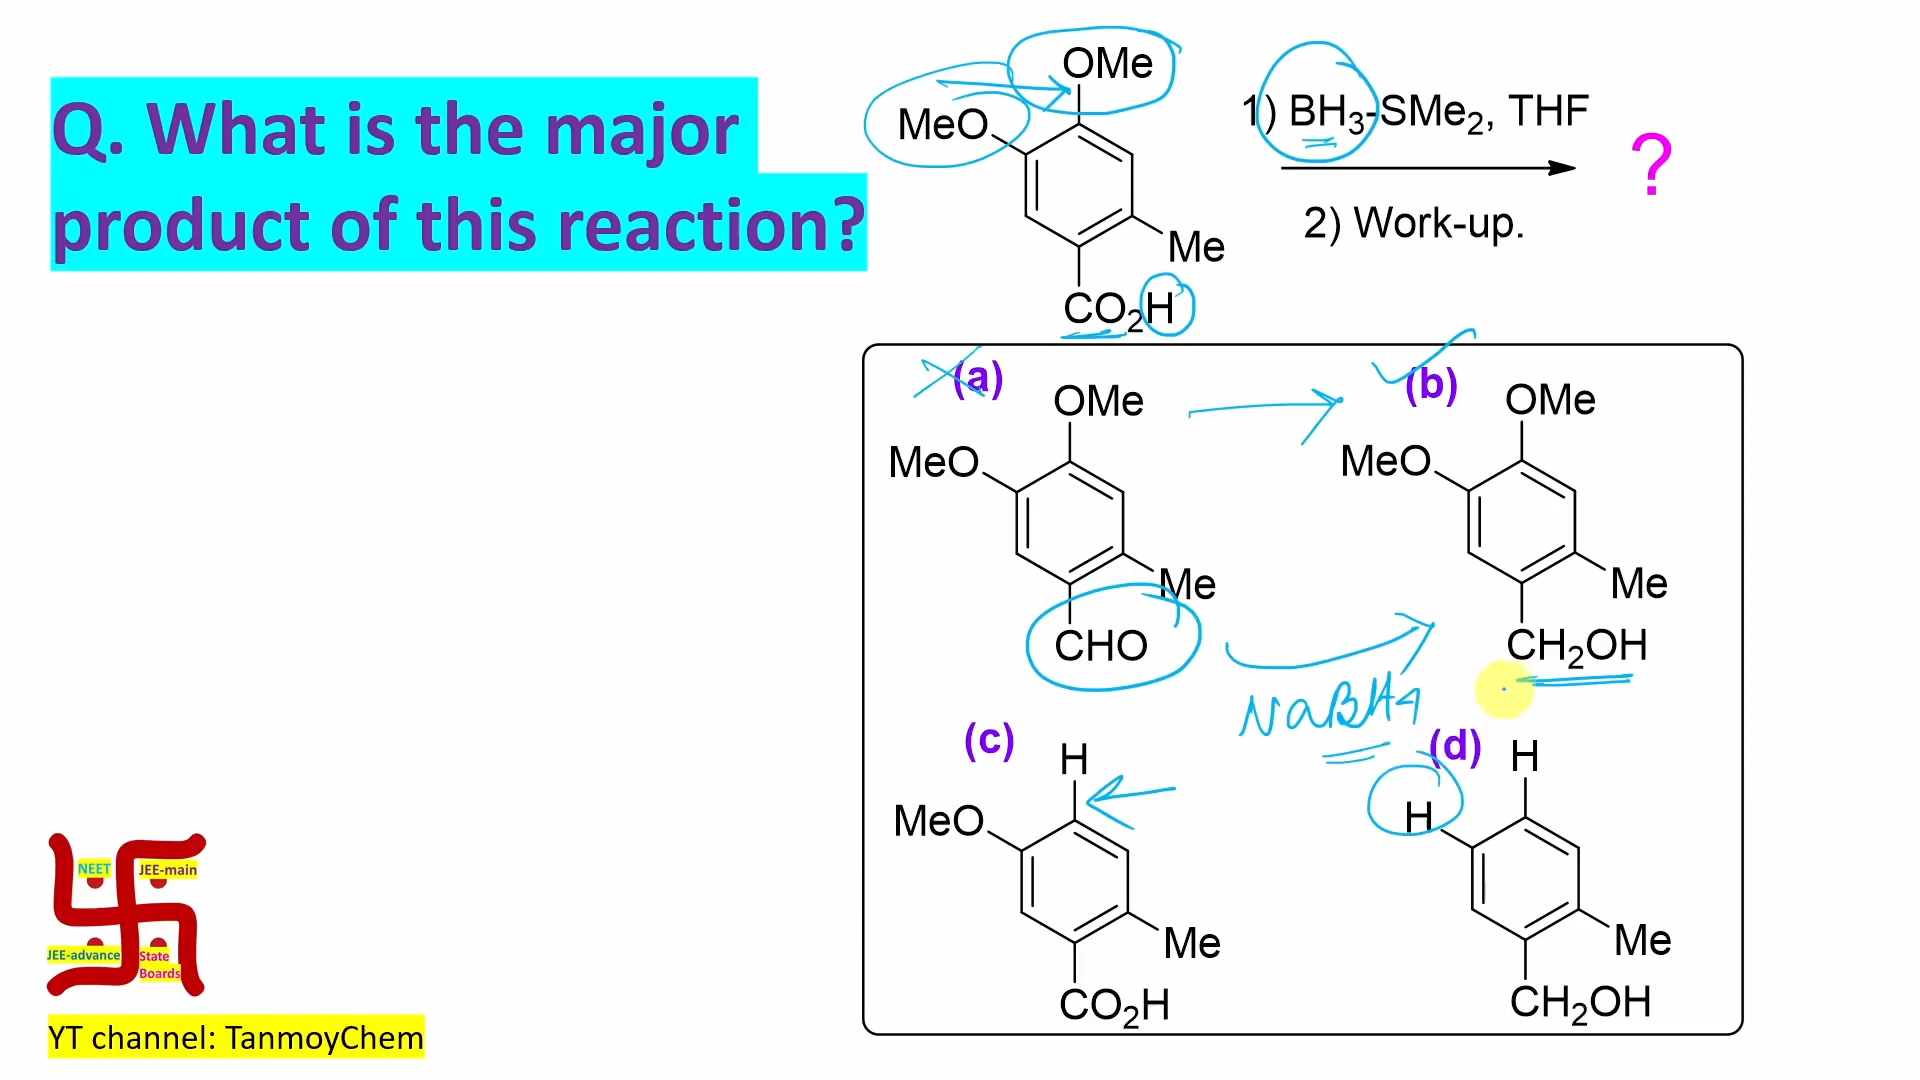 Q. What is the major
product of this reaction?
OMe
MeO
Me
CO2H
1) BH3-SMe2, THF
2) Work-up.
?
(a)
OMe
MeO
Me
CHO
(b)
OMe
MeO
Me
CH2OH
NaBH4
(c)
H
MeO
Me
CO2H
(d)
H
H
Me
CH2OH
NEET
JEE-main
JEE-advance
State
Boards
YT channel: TanmoyChem